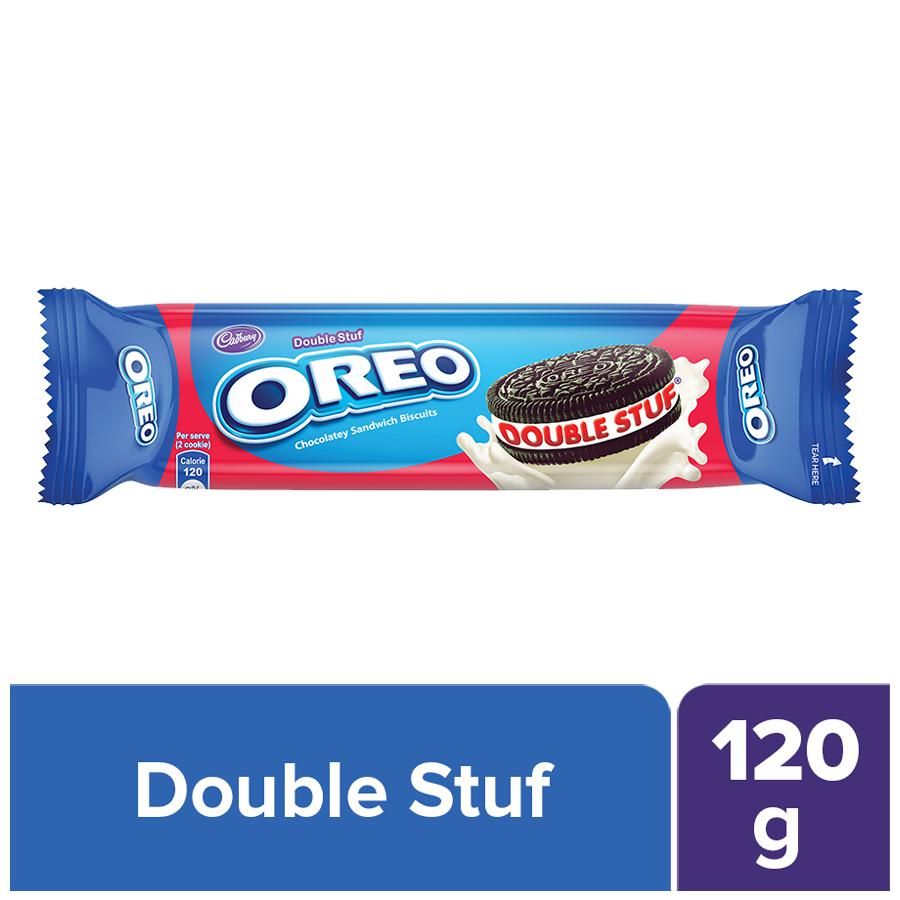 Cadbury
Double Stuf
OREO
Chocolatey Sandwich Biscuits
OREO
DOUBLE STUF®
OREO
OREO
Per serve
(2 cookie)
Calorie
120
TEAR HERE
Double Stuf
120
g